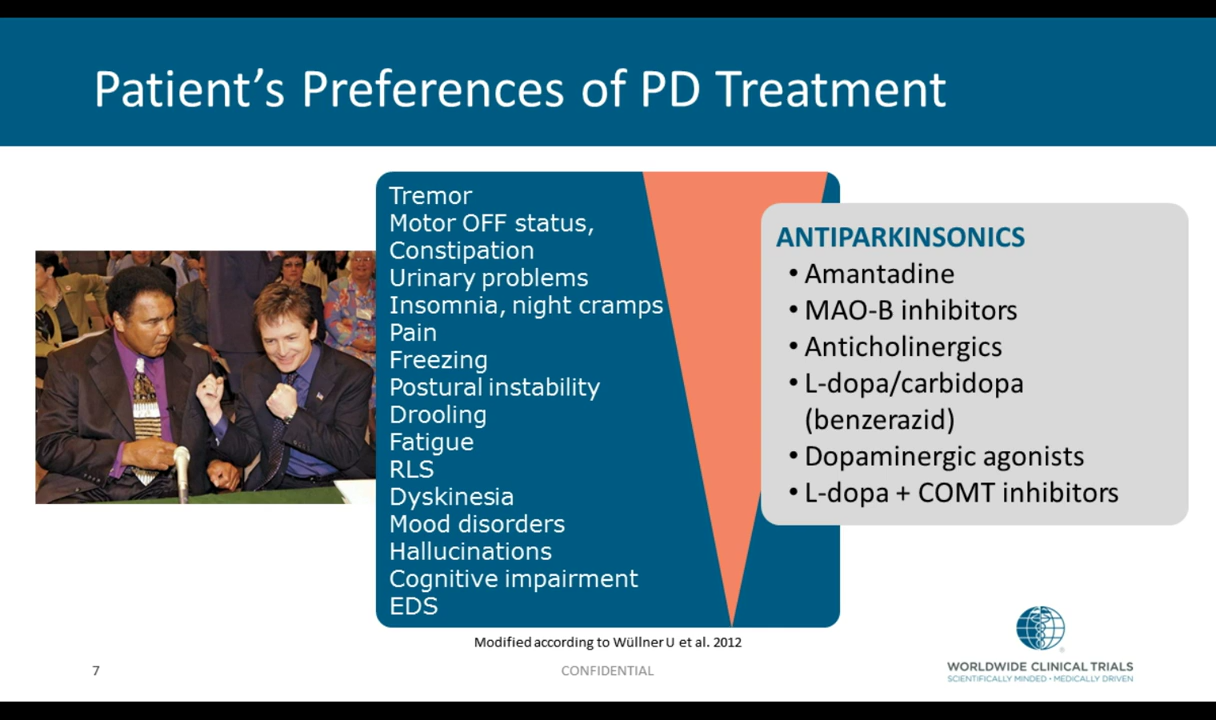 Patient’s Preferences of PD Treatment
Tremor
Motor OFF status,
Constipation
Urinary problems
Insomnia, night cramps
Pain
Freezing
Postural instability
Drooling
Fatigue
RLS
Dyskinesia
Mood disorders
Hallucinations
Cognitive impairment
EDS
ANTIPARKINSONICS
• Amantadine
• MAO-B inhibitors
• Anticholinergics
• L-dopa/carbidopa
(benzerazid)
• Dopaminergic agonists
• L-dopa + COMT inhibitors
Modified according to Wüllner U et al. 2012
7
CONFIDENTIAL
WORLDWIDE CLINICAL TRIALS
SCIENTIFICALLY MINDED • MEDICALLY DRIVEN